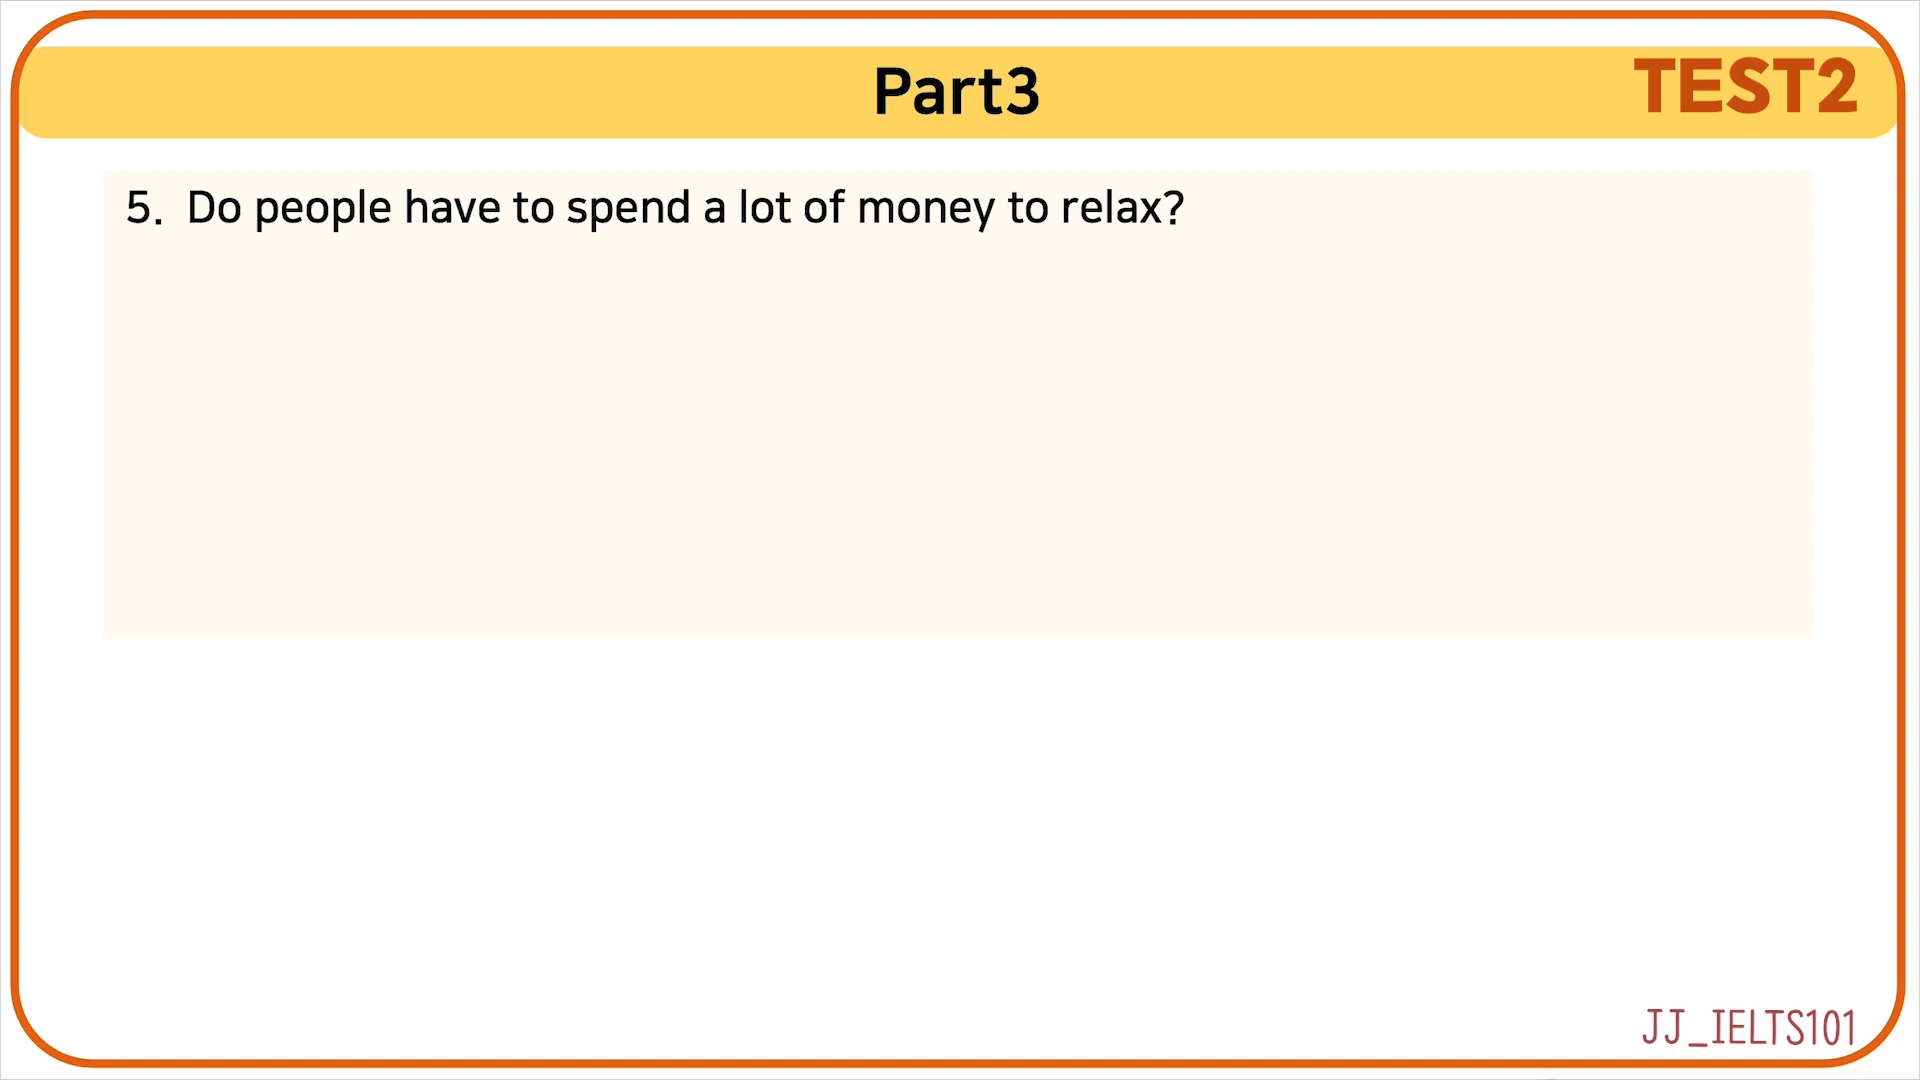 Part3
TEST2
5. Do people have to spend a lot of money to relax?
JJ_IELTS101